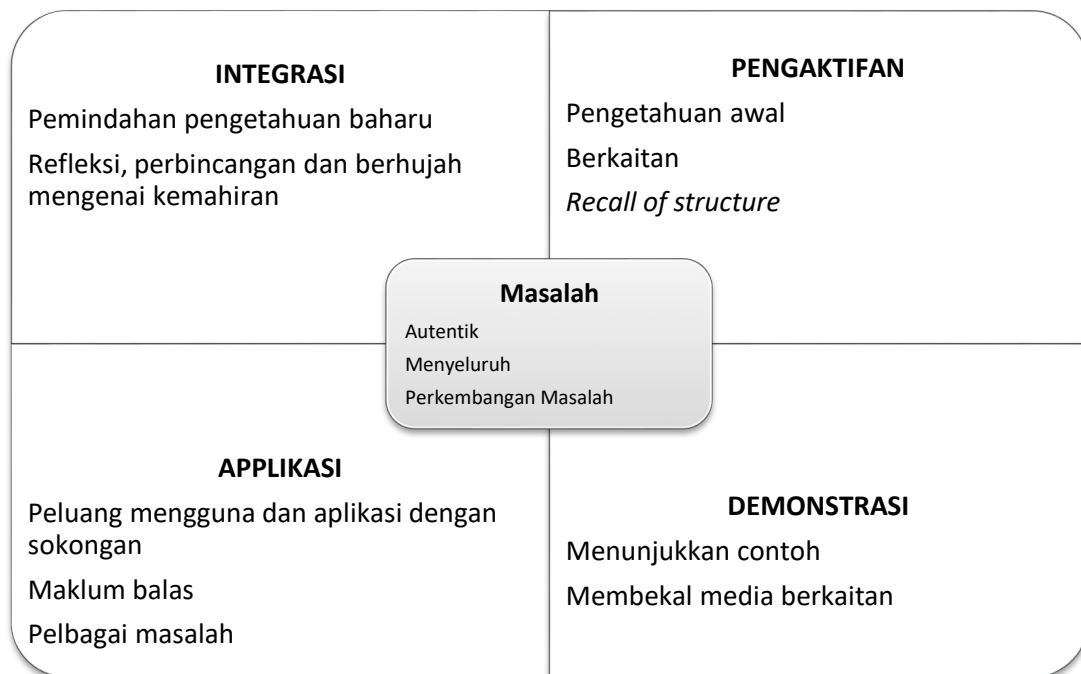 INTEGRASI
Pemindahan pengetahuan baharu
Refleksi, perbincangan dan berhujah
mengenai kemahiran
PENGAKTIFAN
Pengetahuan awal
Berkaitan
Recall of structure
Masalah
Autentik
Menyeluruh
Perkembangan Masalah
APPLIKASI
Peluang mengguna dan aplikasi dengan
sokongan
Maklum balas
Pelbagai masalah
DEMONSTRASI
Menunjukkan contoh
Membekal media berkaitan